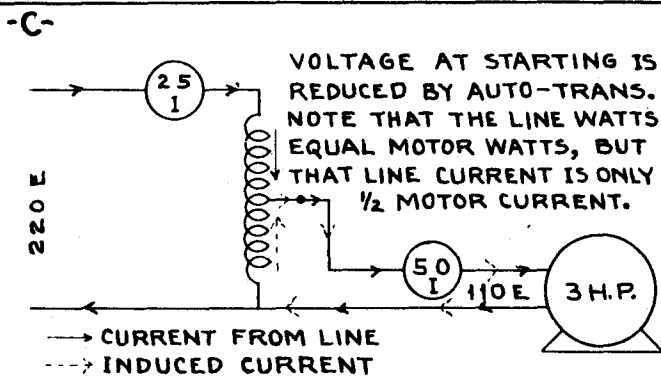 -C-
VOLTAGE AT STARTING IS
REDUCED BY AUTO-TRANS.
NOTE THAT THE LINE WATTS
EQUAL MOTOR WATTS, BUT
THAT LINE CURRENT IS ONLY
1/2 MOTOR CURRENT.
25
I
220 E
50
I
110 E
3 H.P.
CURRENT FROM LINE
INDUCED CURRENT